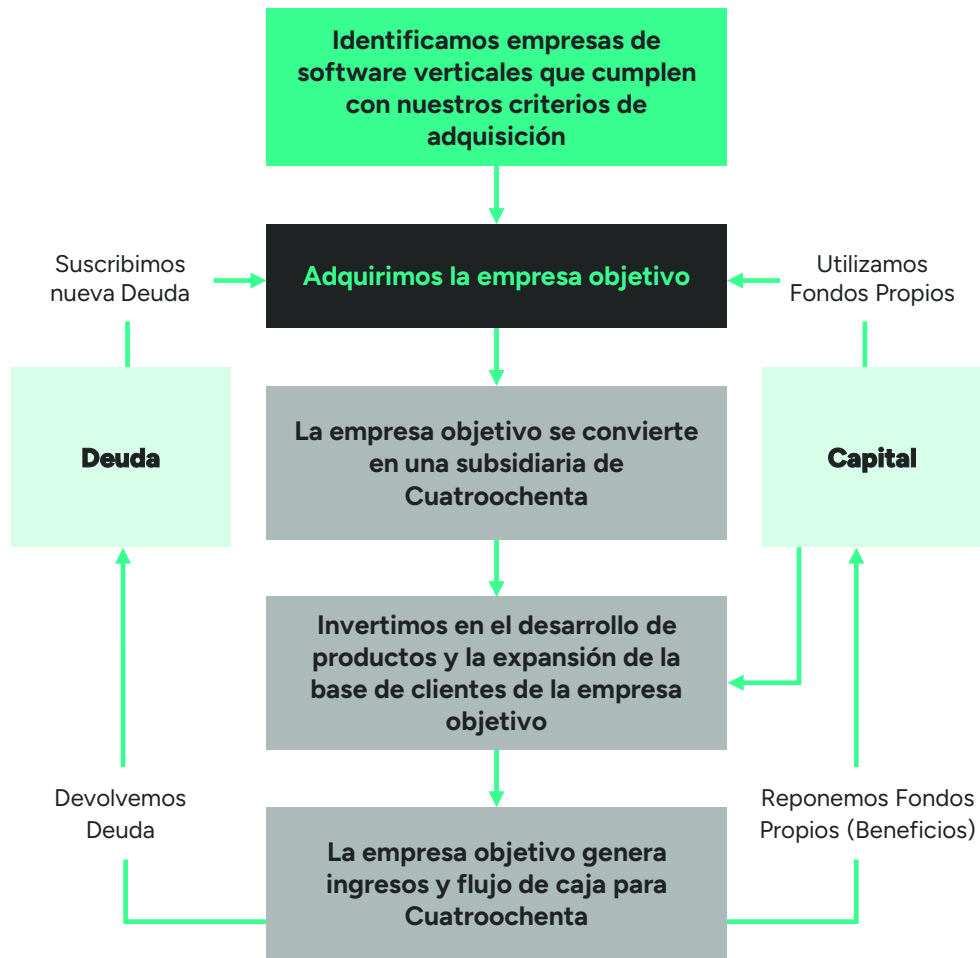 Identificamos empresas de
software verticales que cumplen
con nuestros criterios de
adquisición
Suscribimos
nueva Deuda
Adquirimos la empresa objetivo
Utilizamos
Fondos Propios
Deuda
La empresa objetivo se convierte
en una subsidiaria de
Cuatroochenta
Capital
Invertimos en el desarrollo de
productos y la expansión de la
base de clientes de la empresa
objetivo
Devolvemos
Deuda
La empresa objetivo genera
ingresos y flujo de caja para
Cuatroochenta
Reponemos Fondos
Propios (Beneficios)